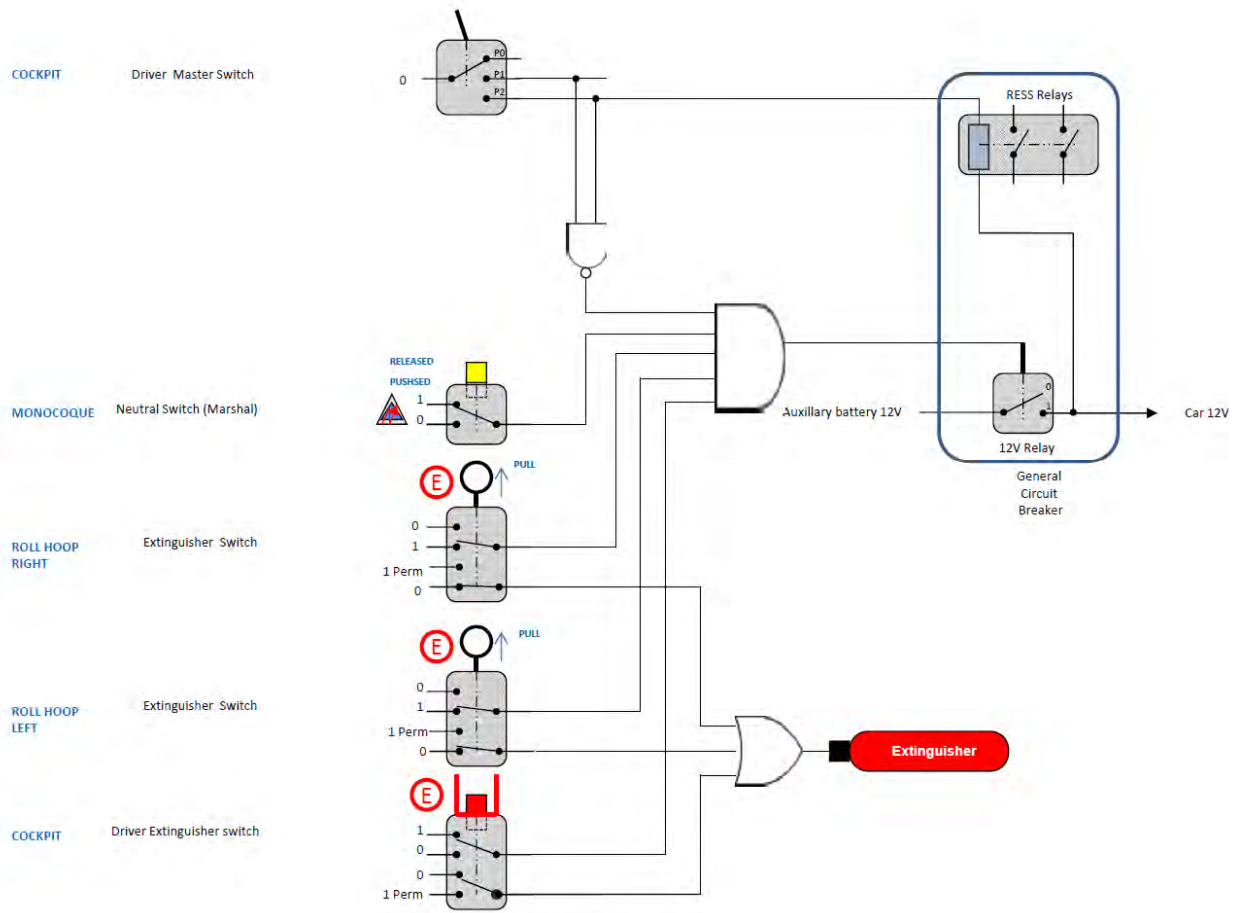 COCKPIT
Driver Master Switch
0
P0
P1
P2
RESS Relays
RELEASED
PUSHSED
MONOCOQUE
Neutral Switch (Marshal)
1
0
Auxillary battery 12V
0
1
Car 12V
12V Relay
General
Circuit
Breaker
E
PULL
ROLL HOOP
RIGHT
Extinguisher Switch
0
1
1 Perm
0
E
PULL
ROLL HOOP
LEFT
Extinguisher Switch
0
1
1 Perm
0
Extinguisher
E
COCKPIT
Driver Extinguisher switch
1
0
0
1 Perm